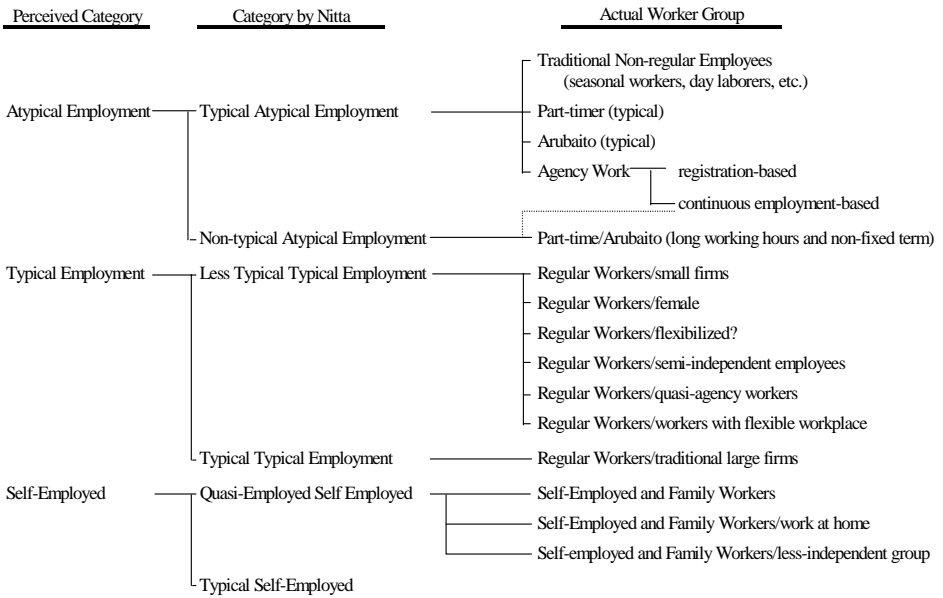 Perceived Category Category by Nitta Actual Worker Group
Traditional Non-regular Employees
(seasonal workers, day laborers, etc.)
Atypical Employment Typical Atypical Employment Part-timer (typical)
Arubaito (typical)
Agency Work registration-based
continuous employment-based
Non-typical Atypical Employment Part-time/Arubaito (long working hours and non-fixed term)
Typical Employment Less Typical Typical Employment Regular Workers/small firms
Regular Workers/female
Regular Workers/flexibilized?
Regular Workers/semi-independent employees
Regular Workers/quasi-agency workers
Regular Workers/workers with flexible workplace
Typical Typical Employment Regular Workers/traditional large firms
Self-Employed Quasi-Employed Self Employed Self-Employed and Family Workers
Self-Employed and Family Workers/work at home
Self-employed and Family Workers/less-independent group
Typical Self-Employed